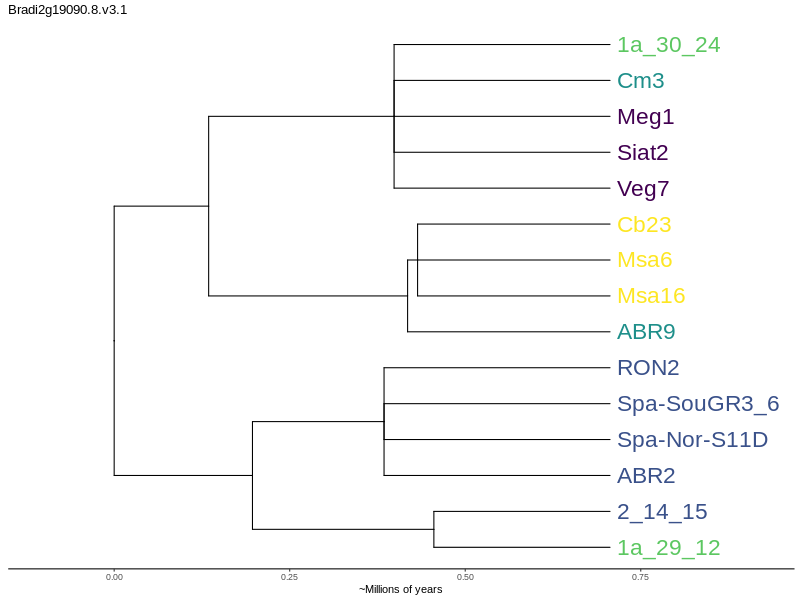 Bradi2g19090.8.v3.1
1a_30_24
Cm3
Meg1
Siat2
Veg7
Cb23
Msa6
Msa16
ABR9
RON2
Spa-SouGR3_6
Spa-Nor-S11D
ABR2
2_14_15
1a_29_12
0.00 0.25 0.50 0.75
~Millions of years